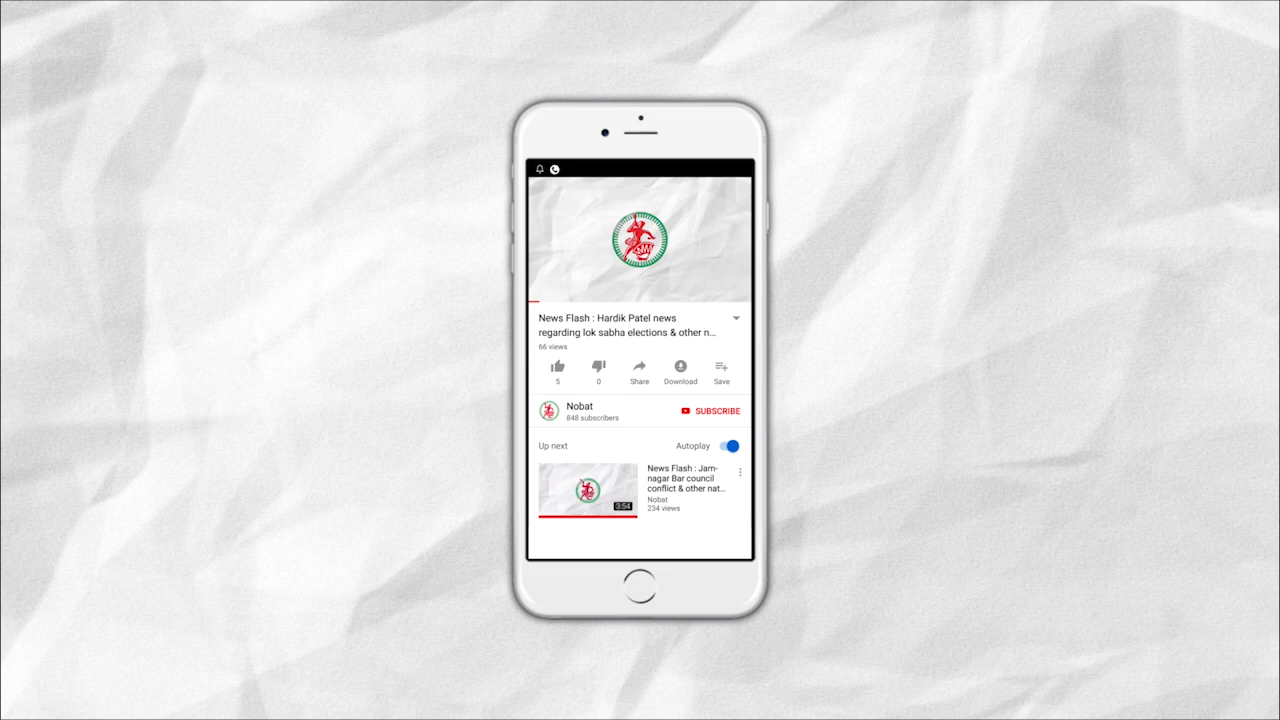 News Flash : Hardik Patel news
regarding lok sabha elections & other n...
66 views
5
0
Share
Download
Save
Nobat
848 subscribers
SUBSCRIBE
Up next
Autoplay
News Flash : Jam-
nagar Bar council
conflict & other nat...
Nobat
234 views
3:54